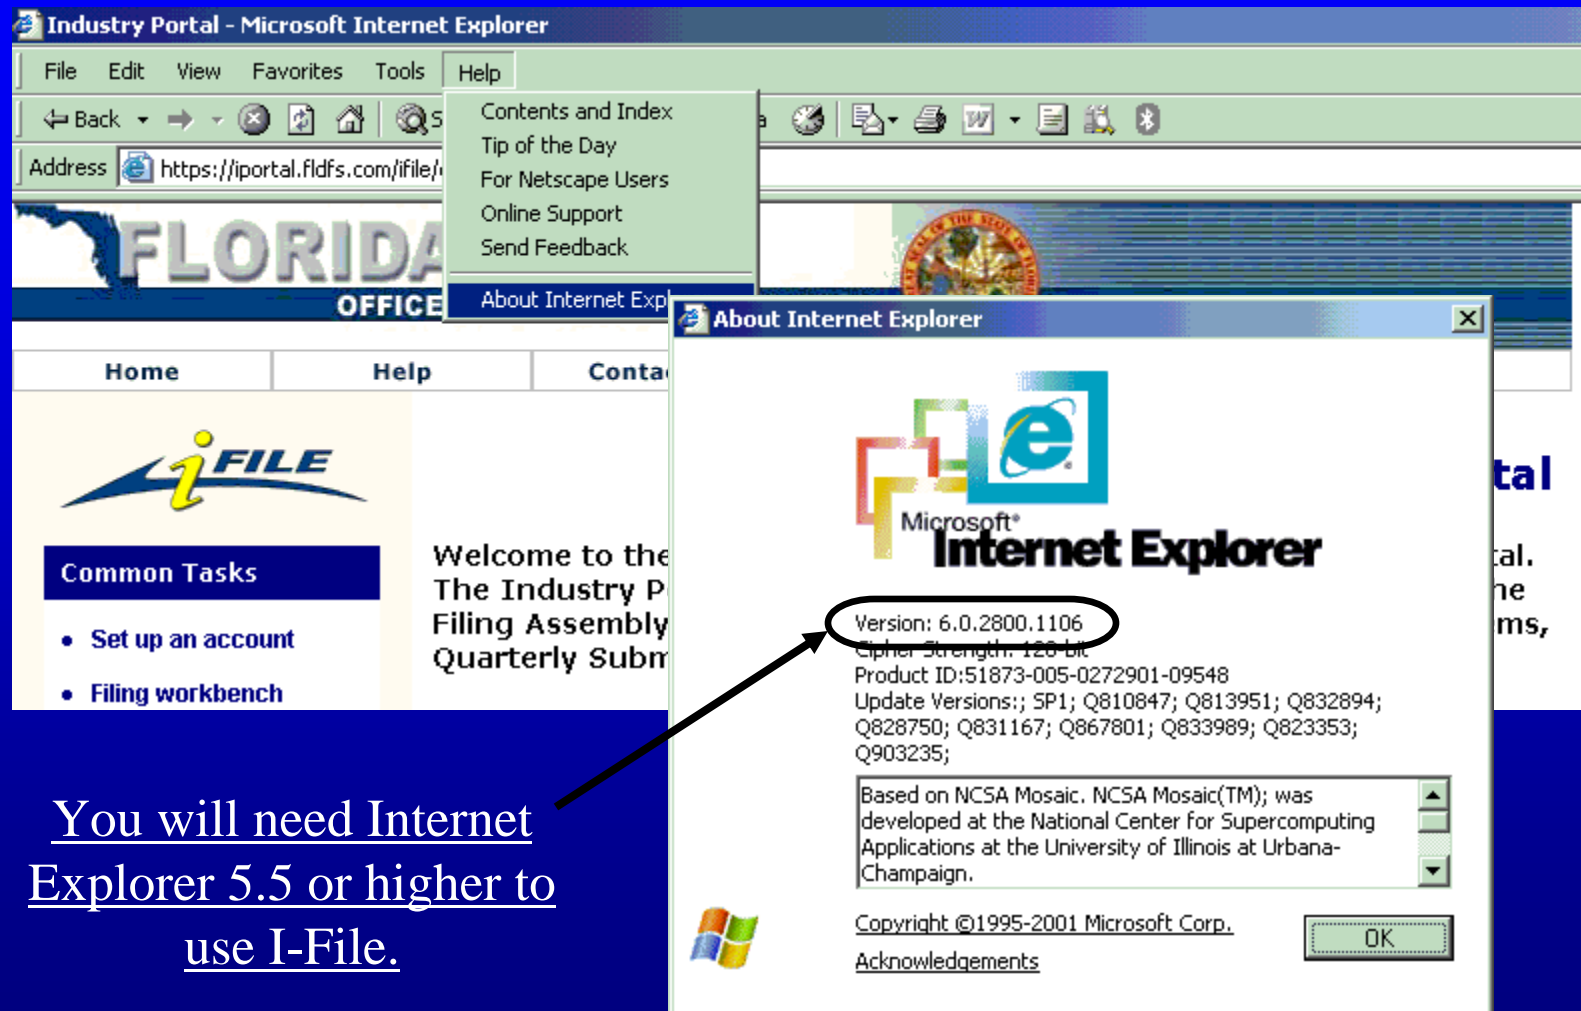 Industry Portal - Microsoft Internet Explorer
File Edit View Favorites Tools Help
Back
Address https://iportal.fldfs.com/ifile/
Contents and Index
Tip of the Day
For Netscape Users
Online Support
Send Feedback
About Internet Exp
FLORIDA
OFFICE
Home Help Conta
iFILE
Common Tasks
• Set up an account
• Filing workbench
tal
Welcome to the
The Industry P
Filing Assembly
Quarterly Subm
tal.
he
ms,
About Internet Explorer
Microsoft®
Internet Explorer
Version: 6.0.2800.1106
Cipher Strength: 128-bit
Product ID:51873-005-0272901-09548
Update Versions:; SP1; Q810847; Q813951; Q832894;
Q828750; Q831167; Q867801; Q833989; Q823353;
Q903235;
Based on NCSA Mosaic. NCSA Mosaic(TM); was
developed at the National Center for Supercomputing
Applications at the University of Illinois at Urbana-
Champaign.
Copyright ©1995-2001 Microsoft Corp.
Acknowledgements
OK
You will need Internet
Explorer 5.5 or higher to
use I-File.